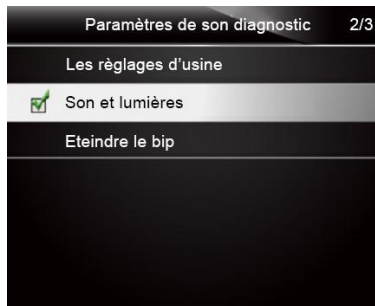 Paramètres de son diagnostic 2/3
Les règlages d'usine
Son et lumières
Eteindre le bip